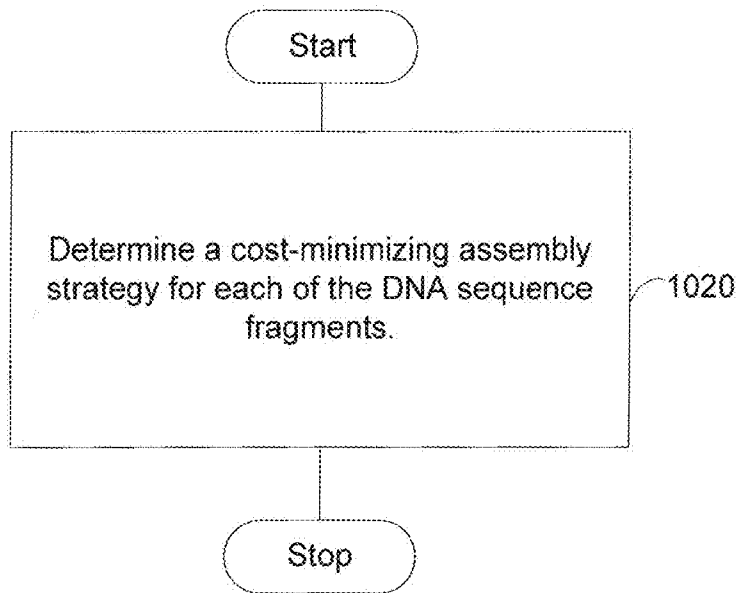 Start
Determine a cost-minimizing assembly
strategy for each of the DNA sequence
fragments.
1020
Stop